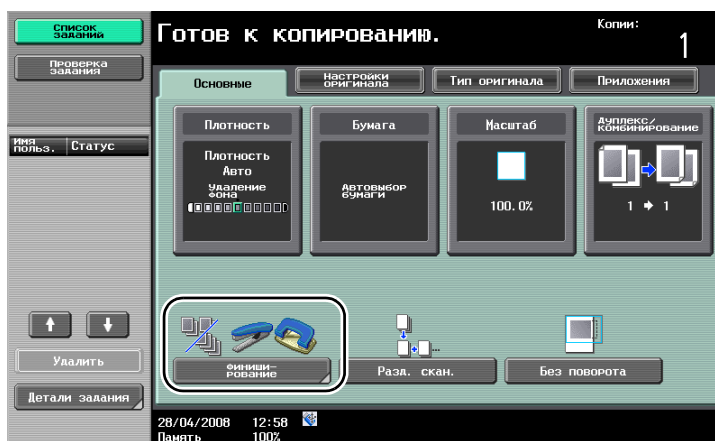 Список
заданий
Готов к копированию.
Копии:
1
Проверка
задания
Основные
Настройки
оригинала
Тип оригинала
Приложения
Имя
польз.
Статус
Плотность
Плотность
Авто
Удаление
фона
Бумага
Автовыбор
бумаги
Масштаб
100.0%
Дуплекс/
комбинирование
1 → 1
Удалить
Детали задания
Финиши-
рование
Разд. скан.
Без поворота
28/04/2008 12:58
Память 100%